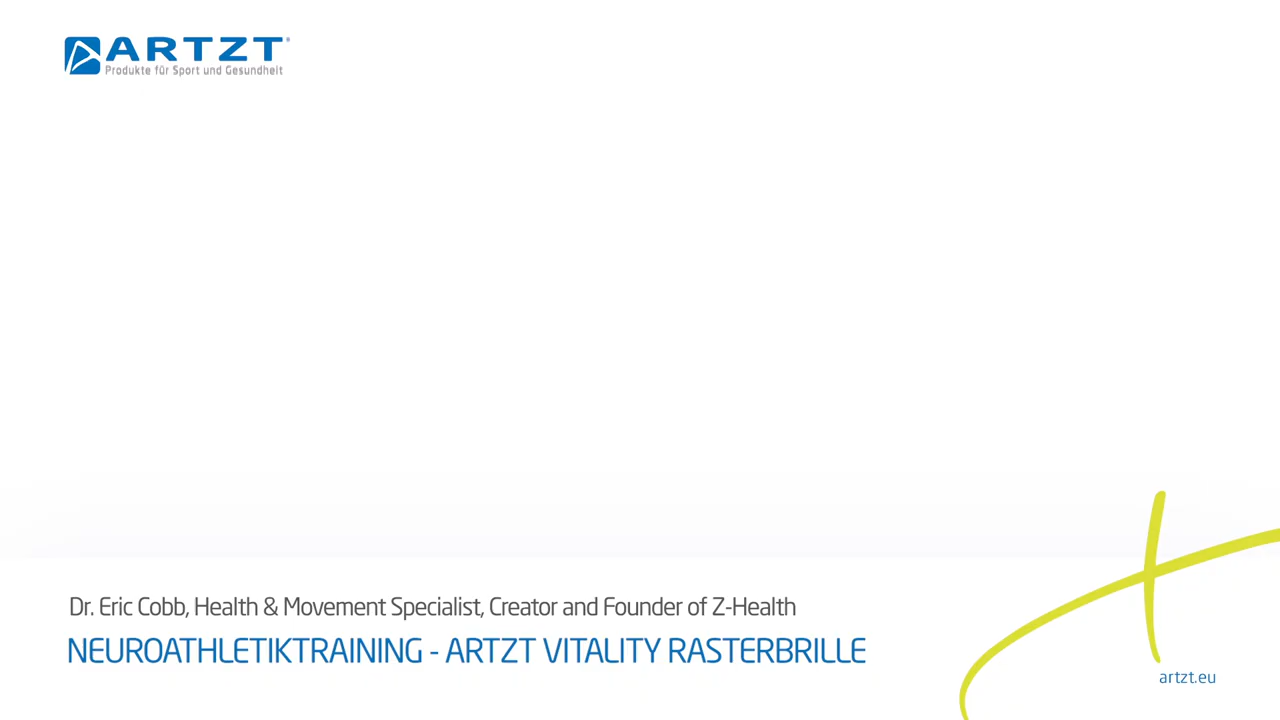 ARTZT®
Produkte für Sport und Gesundheit
Dr. Eric Cobb, Health & Movement Specialist, Creator and Founder of Z-Health
NEUROATHLETIKTRAINING - ARTZT VITALITY RASTERBRILLE
artzt.eu